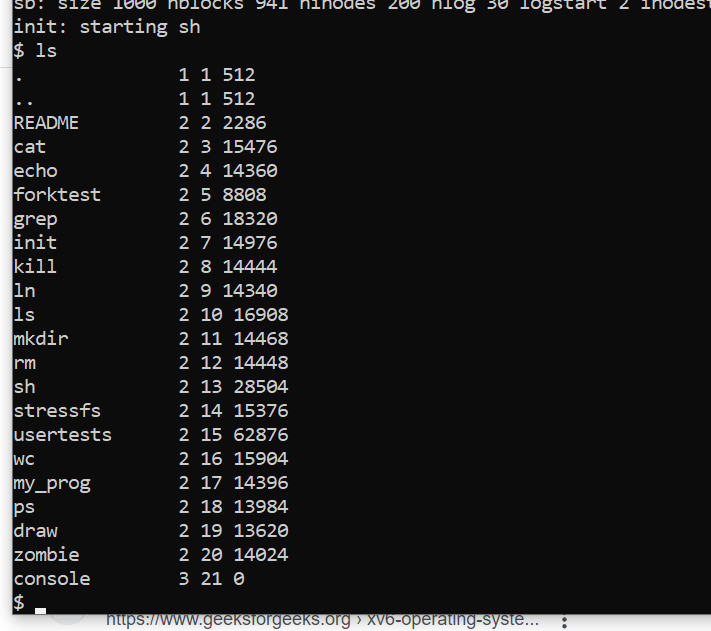 sb: size 1000 nblocks 941 ninodes 200 nlog 30 logstart 2 inodest
init: starting sh
$ ls
. 1 1 512
.. 1 1 512
README 2 2 2286
cat 2 3 15476
echo 2 4 14360
forktest 2 5 8808
grep 2 6 18320
init 2 7 14976
kill 2 8 14444
ln 2 9 14340
ls 2 10 16908
mkdir 2 11 14468
rm 2 12 14448
sh 2 13 28504
stressfs 2 14 15376
usertests 2 15 62876
wc 2 16 15904
my_prog 2 17 14396
ps 2 18 13984
draw 2 19 13620
zombie 2 20 14024
console 3 21 0
$
https://www.geeksforgeeks.org › xv6-operating-syste...